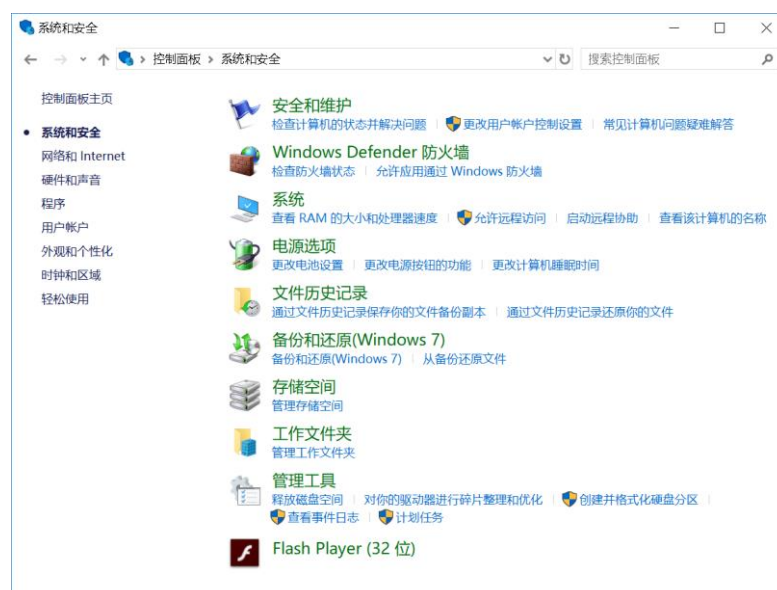 系统和安全
控制面板 › 系统和安全
搜索控制面板
控制面板主页
系统和安全
网络和 Internet
硬件和声音
程序
用户帐户
外观和个性化
时钟和区域
轻松使用
安全和维护
检查计算机的状态并解决问题 更改用户帐户控制设置 常见计算机问题疑难解答
Windows Defender 防火墙
检查防火墙状态 允许应用通过 Windows 防火墙
系统
查看 RAM 的大小和处理器速度 允许远程访问 启动远程协助 查看该计算机的名称
电源选项
更改电池设置 更改电源按钮的功能 更改计算机睡眠时间
文件历史记录
通过文件历史记录保存你的文件备份副本 通过文件历史记录还原你的文件
备份和还原(Windows 7)
备份和还原(Windows 7) 从备份还原文件
存储空间
管理存储空间
工作文件夹
管理工作文件夹
管理工具
释放磁盘空间 对你的驱动器进行碎片整理和优化 创建并格式化硬盘分区
查看事件日志 计划任务
Flash Player (32 位)